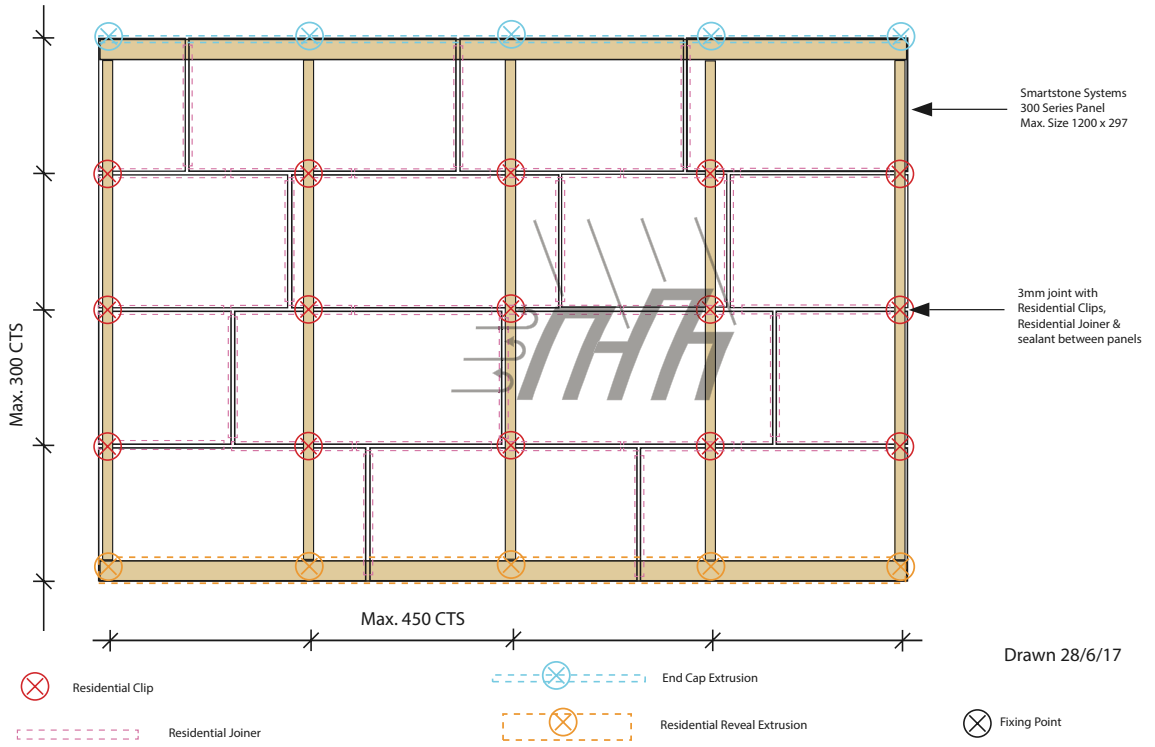 Smartstone Systems
300 Series Panel
Max. Size 1200 x 297
3mm joint with
Residential Clips,
Residential Joiner &
sealant between panels
Max. 300 CTS
Max. 450 CTS
Drawn 28/6/17
Residential Clip
End Cap Extrusion
Residential Joiner
Residential Reveal Extrusion
Fixing Point